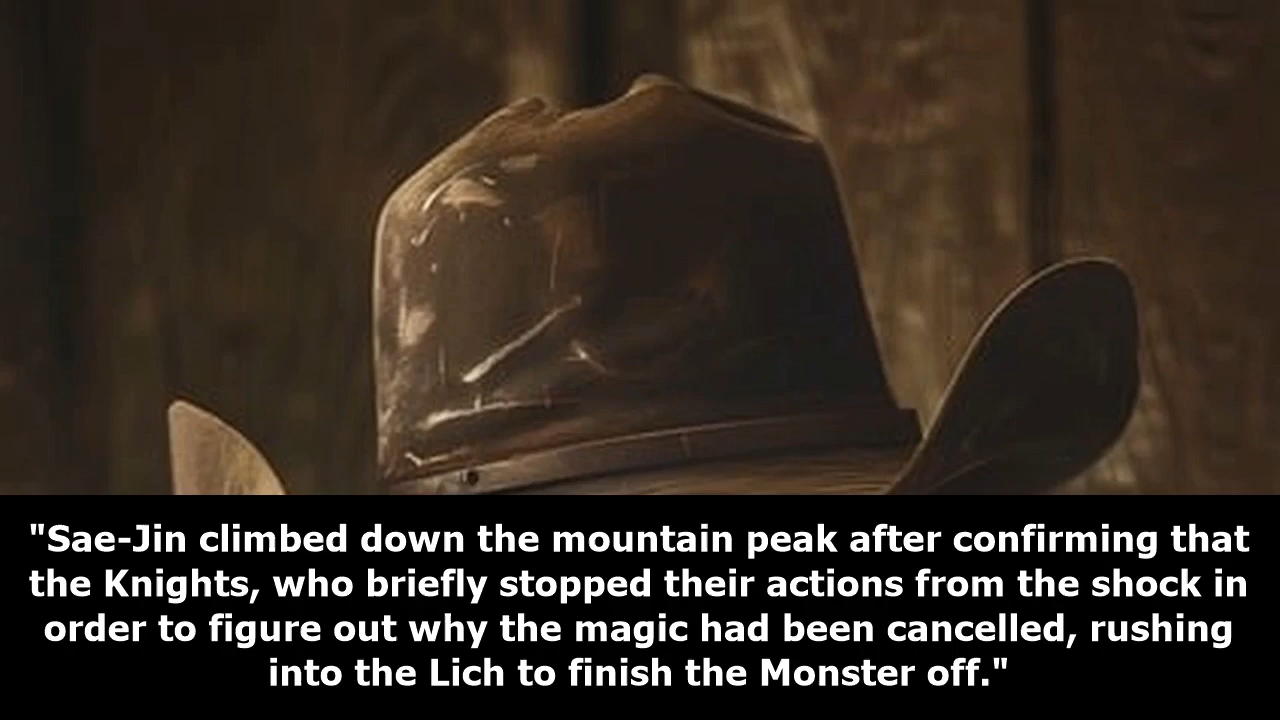 "Sae-Jin climbed down the mountain peak after confirming that
the Knights, who briefly stopped their actions from the shock in
order to figure out why the magic had been cancelled, rushing
into the Lich to finish the Monster off."